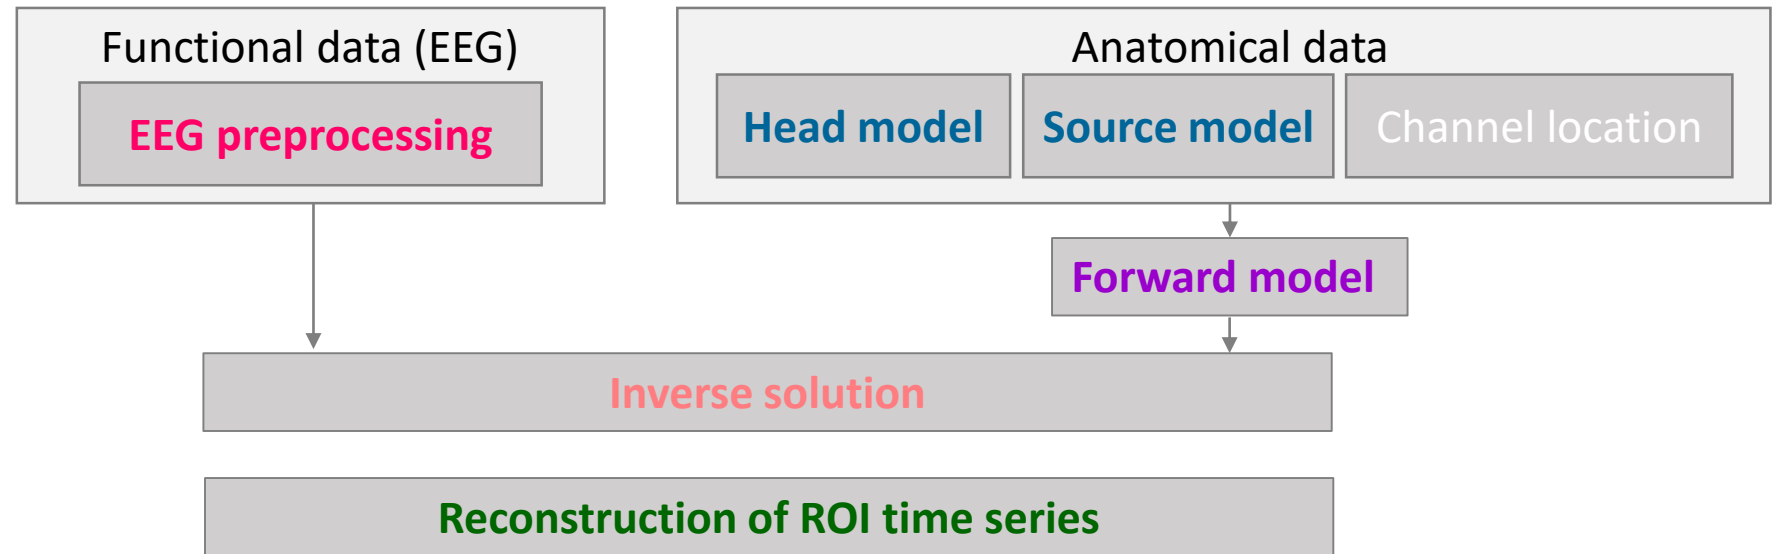 Functional data (EEG)
EEG preprocessing
Anatomical data
Head model
Source model
Channel location
Forward model
Inverse solution
Reconstruction of ROI time series